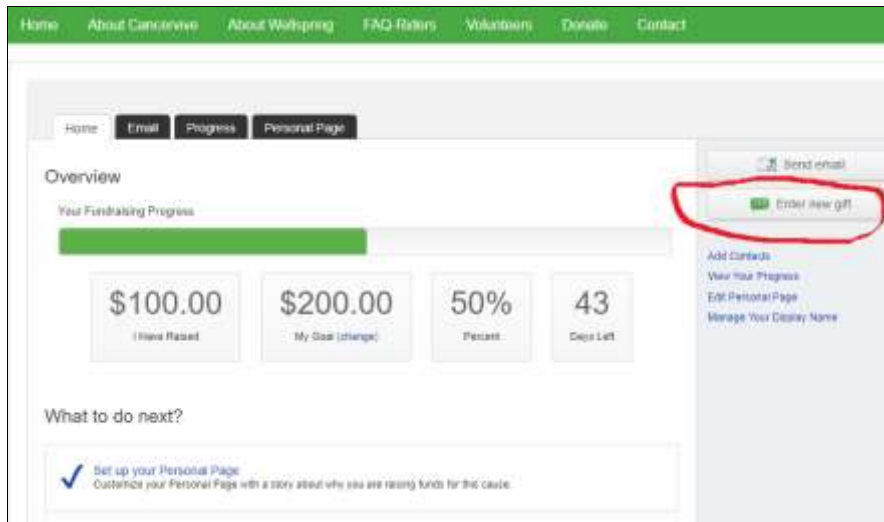 Home About Cancervive About Wellspring FAQ-Riders Volunteers Donate Contact
Home Email Progress Personal Page
Send email
Enter new gift
Overview
Your Fundraising Progress
Add Contacts
View Your Progress
Edit Personal Page
Manage Your Display Name
$100.00 $200.00 50% 43
I Have Raised My Goal (change) Percent Days Left
What to do next?
Set up your Personal Page
Customize your Personal Page with a story about why you are raising funds for this cause.